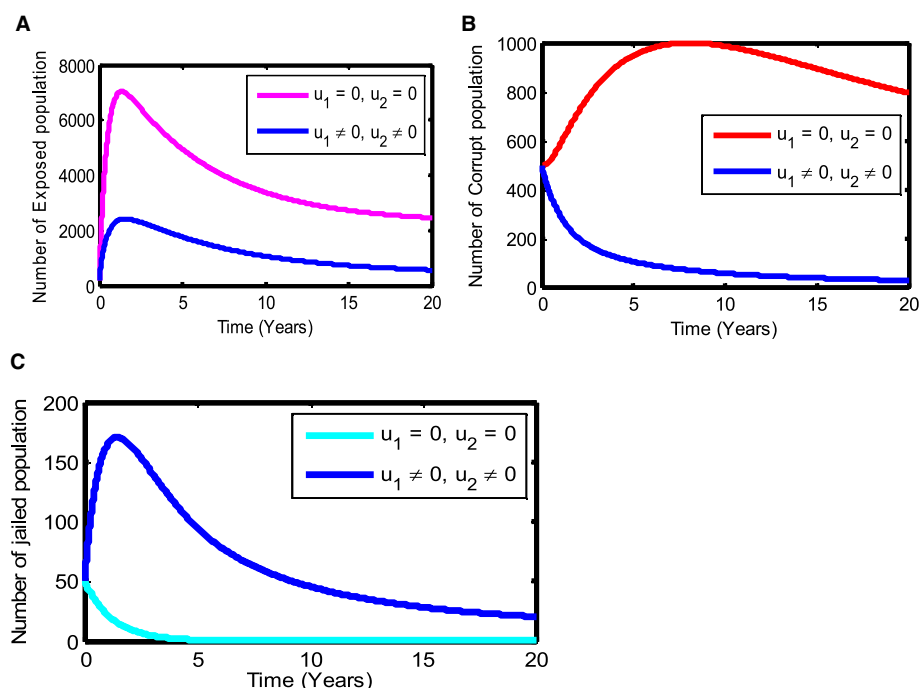 A
Number of Exposed population
8000
6000
4000
2000
0
u1 = 0, u2 = 0
u1 ≠ 0, u2 ≠ 0
0 5 10 15 20
Time (Years)
B
Number of Corrupt population
1000
800
600
400
200
0
u1 = 0, u2 = 0
u1 ≠ 0, u2 ≠ 0
0 5 10 15 20
Time (Years)
C
Number of jailed population
200
150
100
50
0
u1 = 0, u2 = 0
u1 ≠ 0, u2 ≠ 0
0 5 10 15 20
Time (Years)